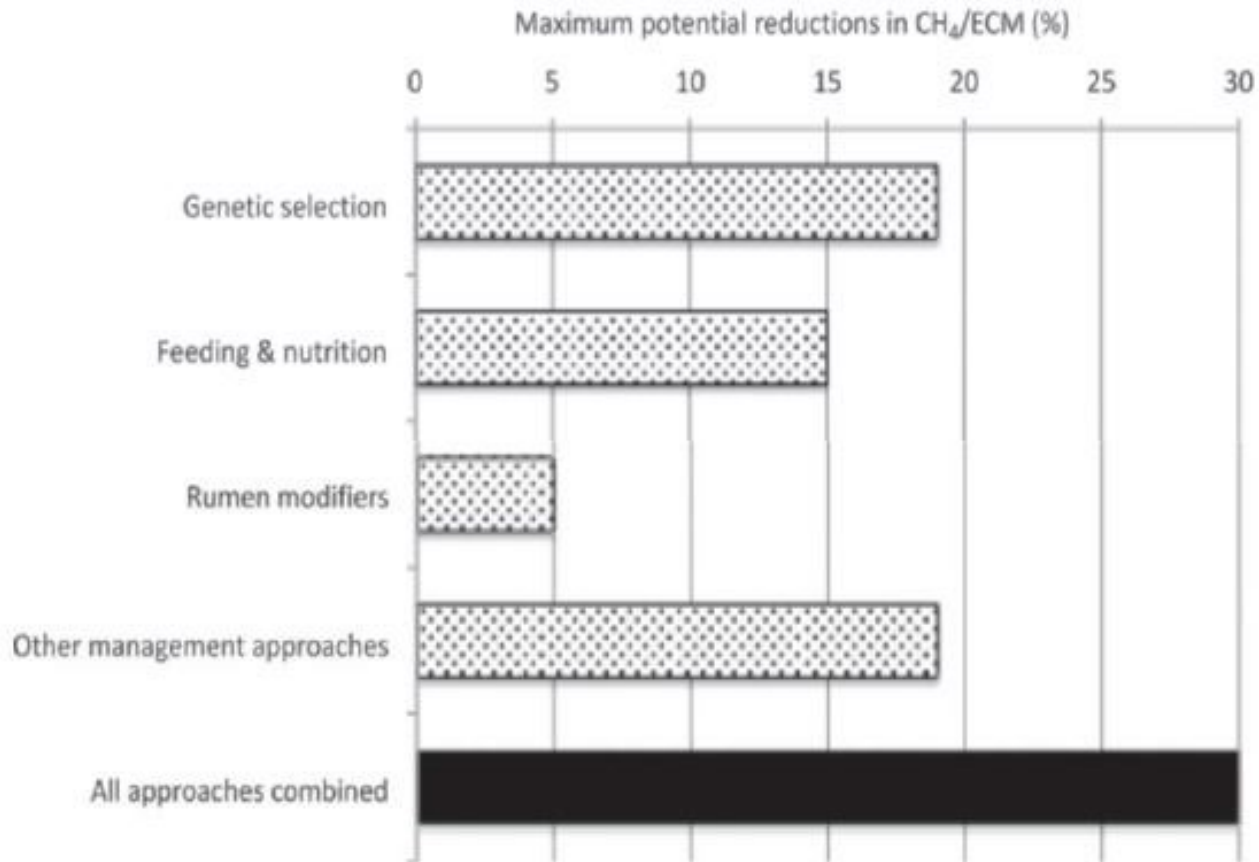 Maximum potential reductions in CH₄/ECM (%)
0 5 10 15 20 25 30
Genetic selection
Feeding & nutrition
Rumen modifiers
Other management approaches
All approaches combined